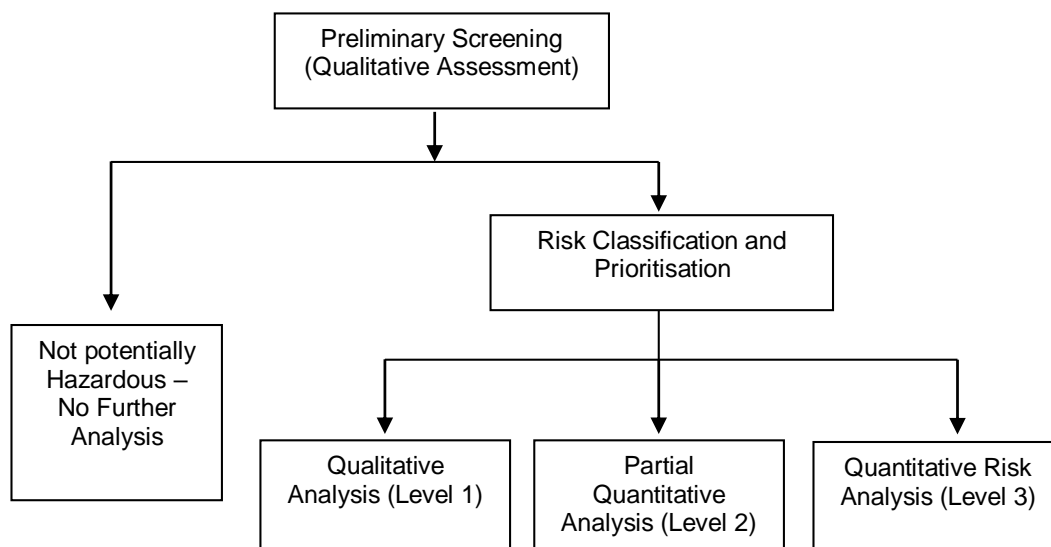 Preliminary Screening
(Qualitative Assessment)
Risk Classification and
Prioritisation
Not potentially
Hazardous –
No Further
Analysis
Qualitative
Analysis (Level 1)
Partial
Quantitative
Analysis (Level 2)
Quantitative Risk
Analysis (Level 3)